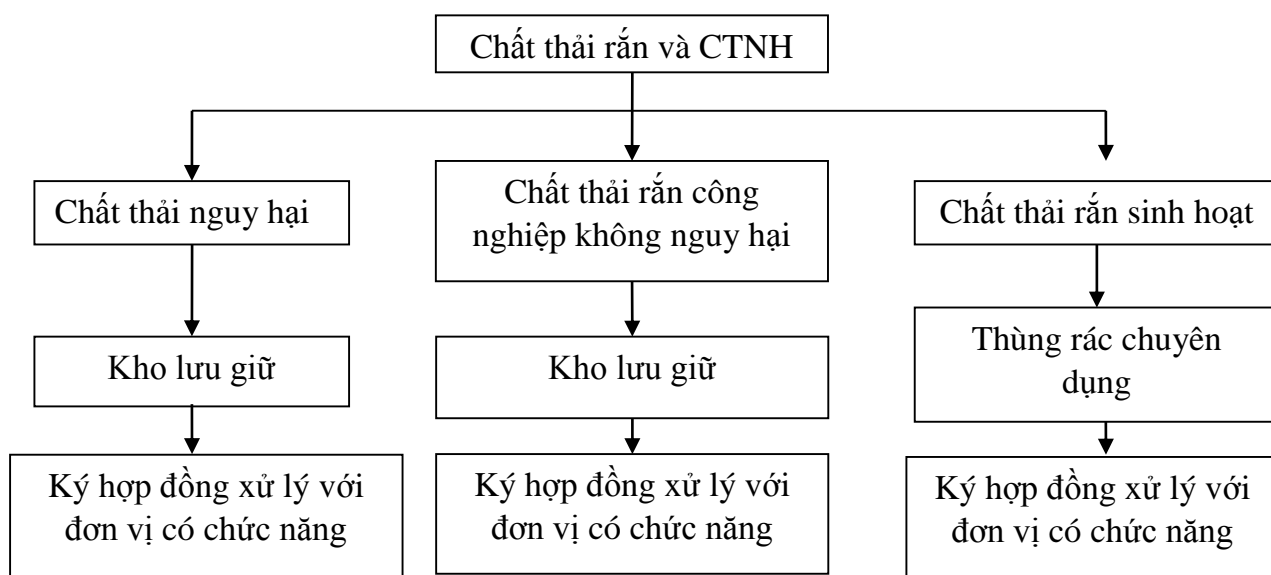 Chất thải rắn và CTNH
Chất thải nguy hại
Chất thải rắn công
nghiệp không nguy hại
Chất thải rắn sinh hoạt
Kho lưu giữ
Kho lưu giữ
Thùng rác chuyên
dụng
Ký hợp đồng xử lý với
đơn vị có chức năng
Ký hợp đồng xử lý với
đơn vị có chức năng
Ký hợp đồng xử lý với
đơn vị có chức năng